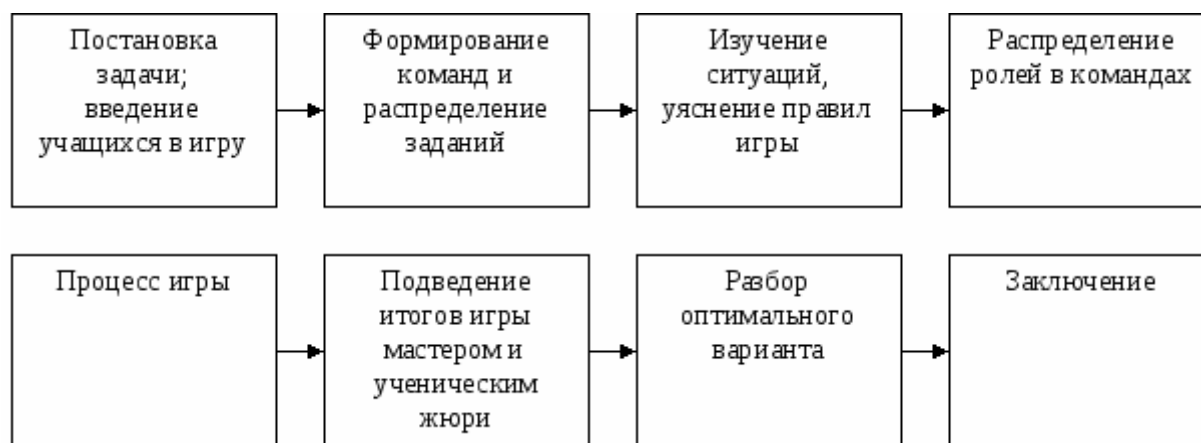 Постановка
задачи;
введение
учащихся в игру
Формирование
команд и
распределение
заданий
Изучение
ситуаций,
уяснение правил
игры
Распределение
ролей в командах
Процесс игры
Подведение
итогов игры
мастером и
ученическим
жюри
Разбор
оптимального
варианта
Заключение